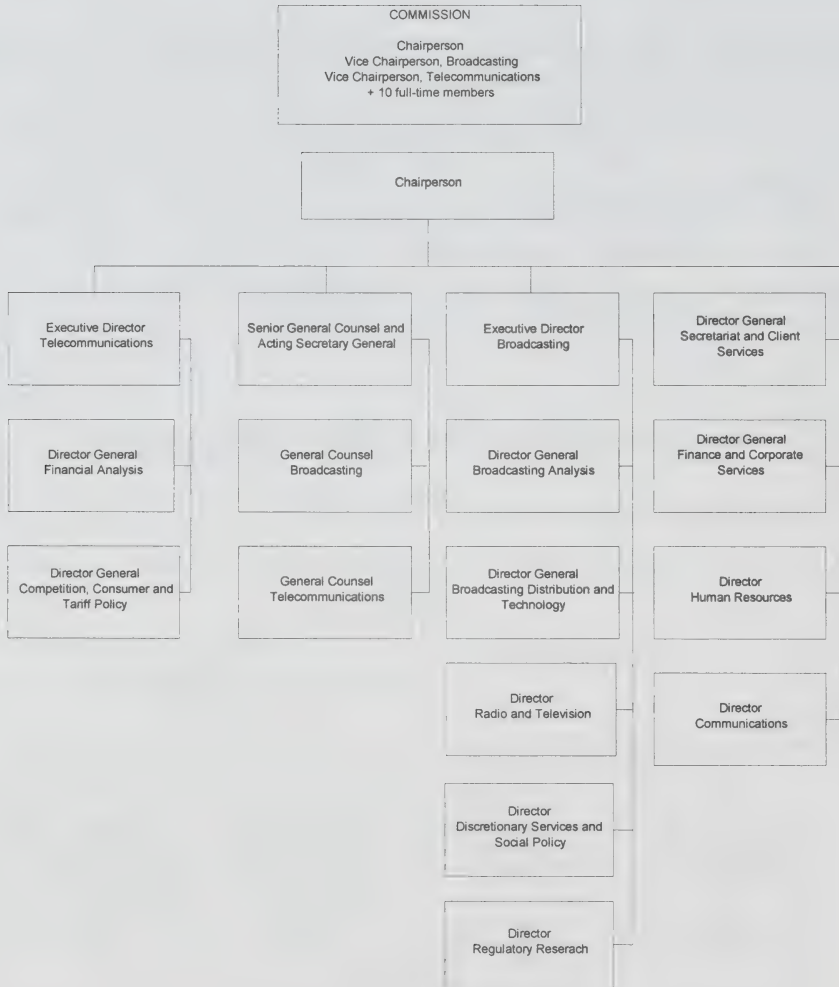 COMMISSION
Chairperson
Vice Chairperson, Broadcasting
Vice Chairperson, Telecommunications
+ 10 full-time members
Chairperson
Executive Director
Telecommunications
Director General
Financial Analysis
Director General
Competition, Consumer and
Tariff Policy
Senior General Counsel and
Acting Secretary General
General Counsel
Broadcasting
General Counsel
Telecommunications
Executive Director
Broadcasting
Director General
Broadcasting Analysis
Director General
Broadcasting Distribution and
Technology
Director
Radio and Television
Director
Discretionary Services and
Social Policy
Director
Regulatory Reserach
Director General
Secretariat and Client
Services
Director General
Finance and Corporate
Services
Director
Human Resources
Director
Communications